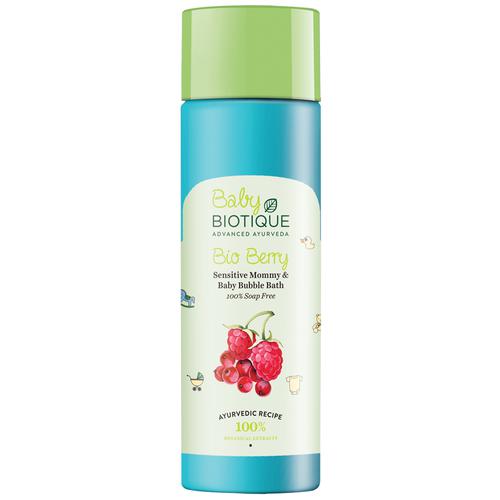 Baby
BIOTIQUE
ADVANCED AYURVEDA
Bio Berry
Sensitive Mommy &
Baby Bubble Bath
100% Soap Free
AYURVEDIC RECIPE
100%
BOTANICAL EXTRACTS